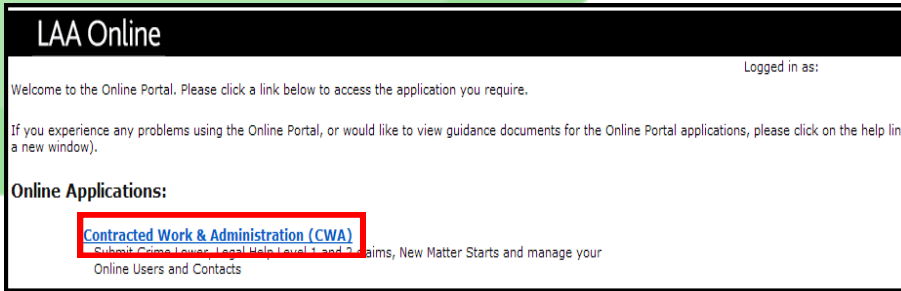 LAA Online
Logged in as:
Welcome to the Online Portal. Please click a link below to access the application you require.
If you experience any problems using the Online Portal, or would like to view guidance documents for the Online Portal applications, please click on the help lin
a new window).
Online Applications:
Contracted Work & Administration (CWA)
Submit Crime Lower, Legal Help Level 1 and 2 claims, New Matter Starts and manage your
Online Users and Contacts